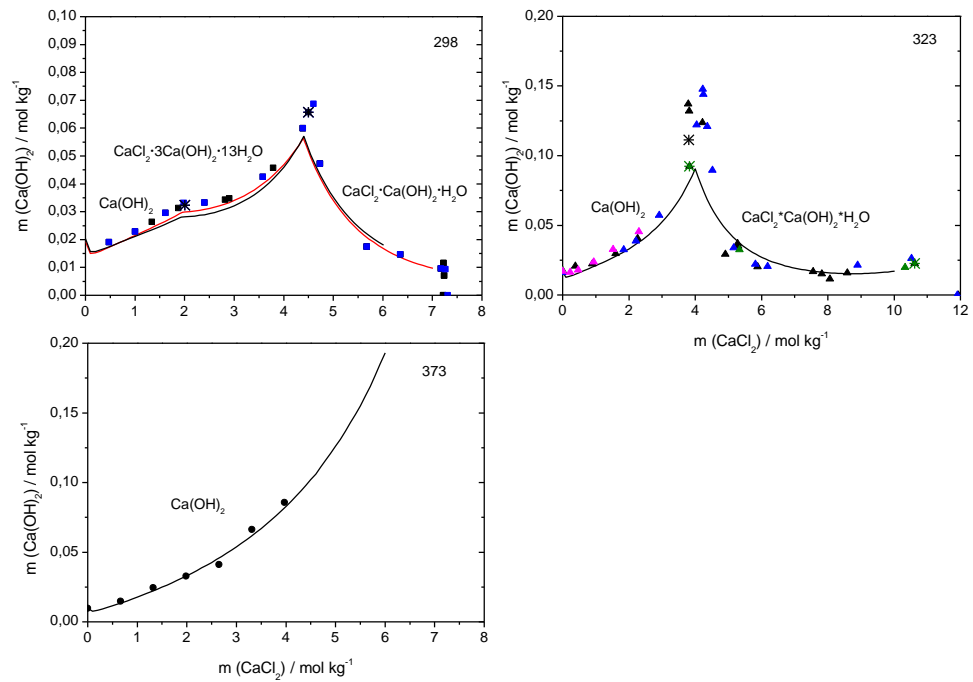 298
m (Ca(OH)₂) / mol kg⁻¹
0,10
0,09
0,08
0,07
0,06
0,05
0,04
0,03
0,02
0,01
0,00
CaCl₂·3Ca(OH)₂·13H₂O
Ca(OH)₂
CaCl₂·Ca(OH)₂·H₂O
0 1 2 3 4 5 6 7 8
m (CaCl₂) / mol kg⁻¹
323
m (Ca(OH)₂) / mol kg⁻¹
0,20
0,15
0,10
0,05
0,00
Ca(OH)₂
CaCl₂*Ca(OH)₂*H₂O
0 2 4 6 8 10 12
m (CaCl₂) / mol kg⁻¹
373
m (Ca(OH)₂) / mol kg⁻¹
0,20
0,15
0,10
0,05
0,00
Ca(OH)₂
0 1 2 3 4 5 6 7 8
m (CaCl₂) / mol kg⁻¹